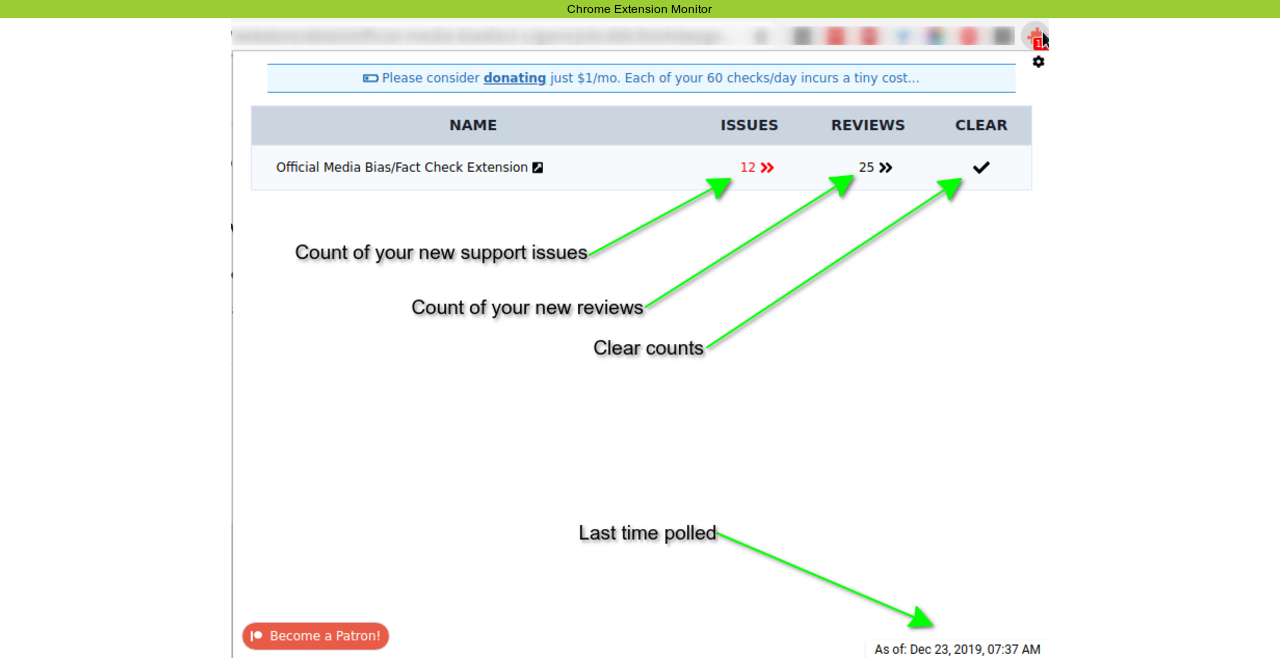 Chrome Extension Monitor
1
Please consider donating just $1/mo. Each of your 60 checks/day incurs a tiny cost...
NAME ISSUES REVIEWS CLEAR
Official Media Bias/Fact Check Extension 12 25
Count of your new support issues
Count of your new reviews
Clear counts
Last time polled
Become a Patron!
As of: Dec 23, 2019, 07:37 AM